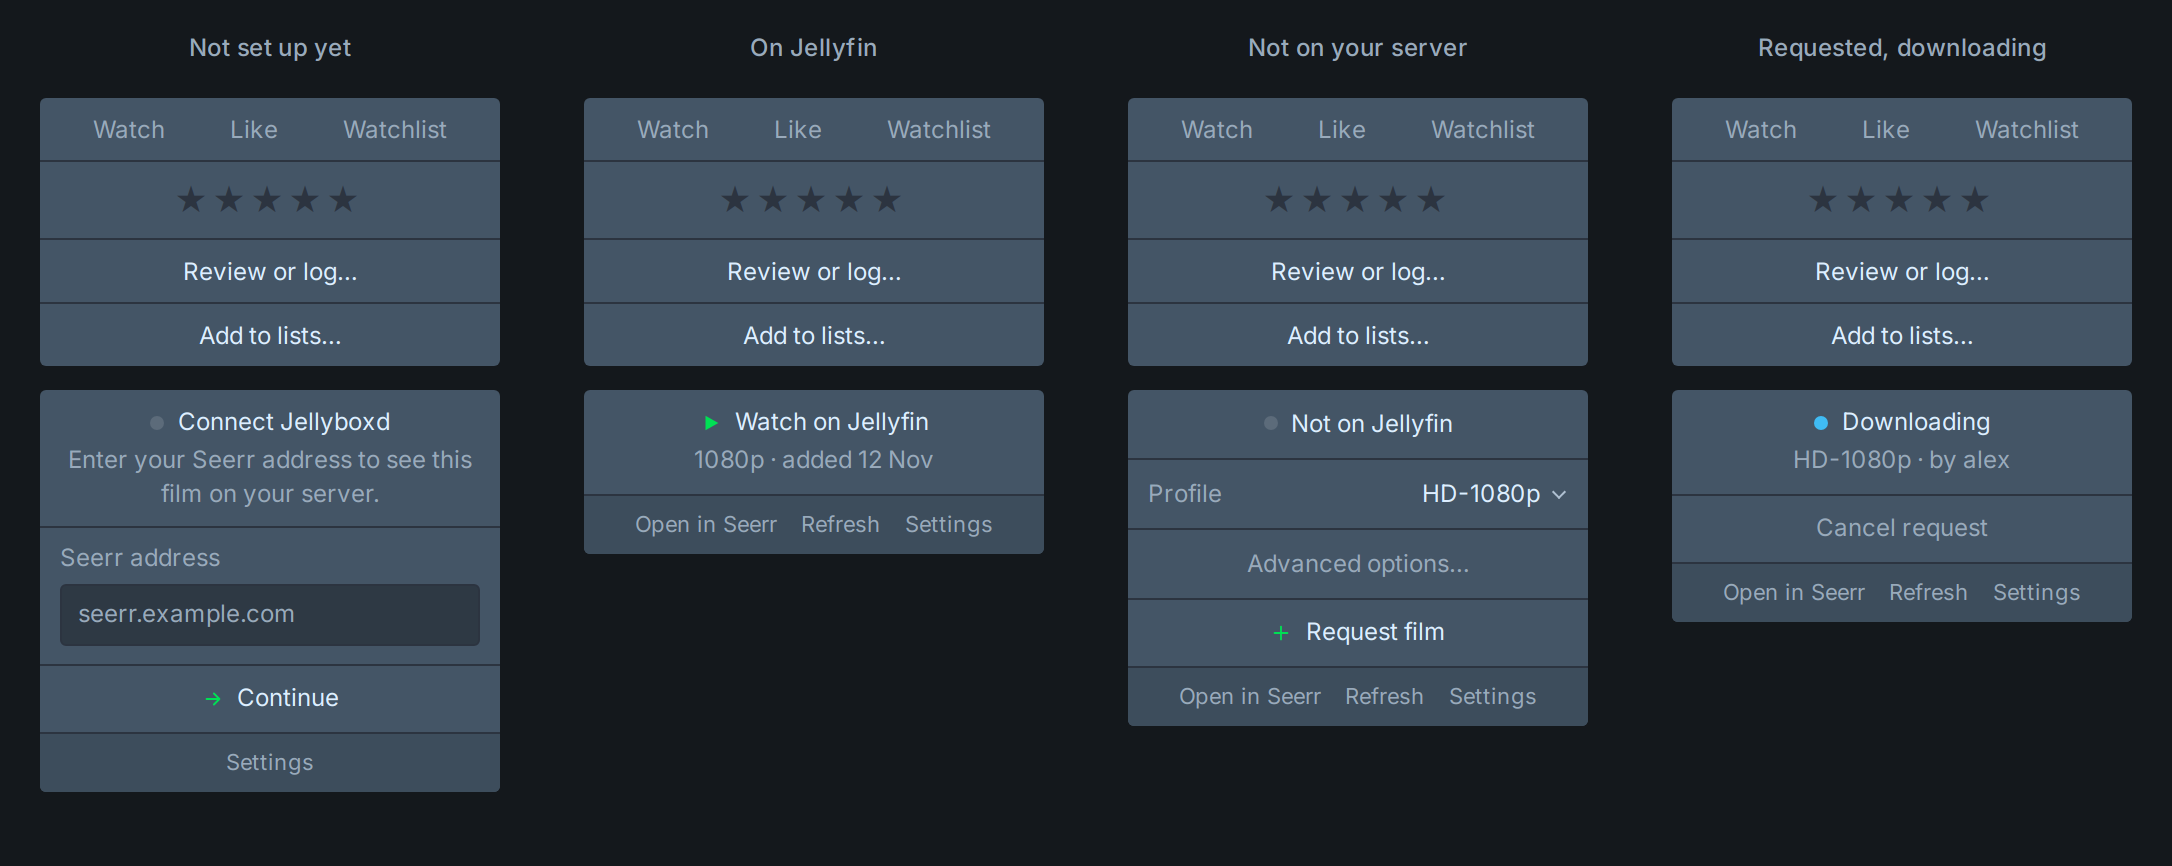 Not set up yet
Watch Like Watchlist
★★★★★
Review or log...
Add to lists...
Connect Jellyboxd
Enter your Seerr address to see this
film on your server.
Seerr address
seerr.example.com
→ Continue
Settings
On Jellyfin
Watch Like Watchlist
★★★★★
Review or log...
Add to lists...
▶ Watch on Jellyfin
1080p · added 12 Nov
Open in Seerr Refresh Settings
Not on your server
Watch Like Watchlist
★★★★★
Review or log...
Add to lists...
Not on Jellyfin
Profile HD-1080p
Advanced options...
+ Request film
Open in Seerr Refresh Settings
Requested, downloading
Watch Like Watchlist
★★★★★
Review or log...
Add to lists...
Downloading
HD-1080p · by alex
Cancel request
Open in Seerr Refresh Settings